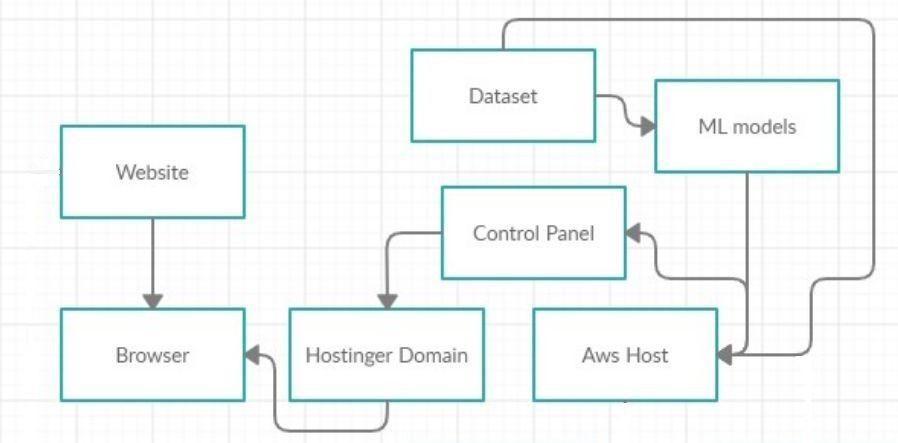 Dataset
ML models
Website
Control Panel
Browser
Hostinger Domain
Aws Host